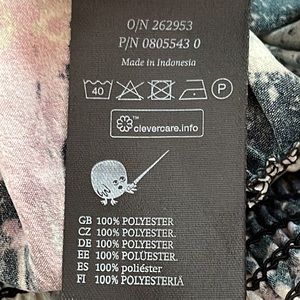 O/N 262953
P/N 0805543 0
Made in Indonesia
40 P
™
clevercare.info
GB 100% POLYESTER.
CZ 100% POLYESTER.
DE 100% POLYESTER.
EE 100% POLÜESTER.
ES 100% poliéster.
FI 100% POLYESTERIÄ